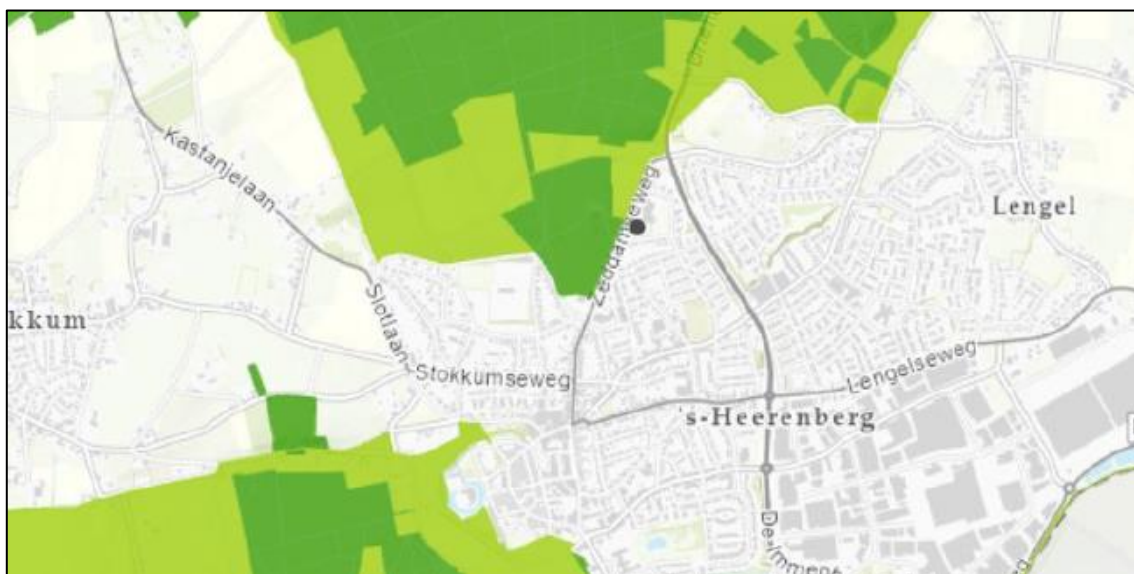 Kastanjelaan
Zeddamseweg
Lengel
kkum
Slotlaan
Stokkumseweg
Lengelseweg
's-Heerenberg